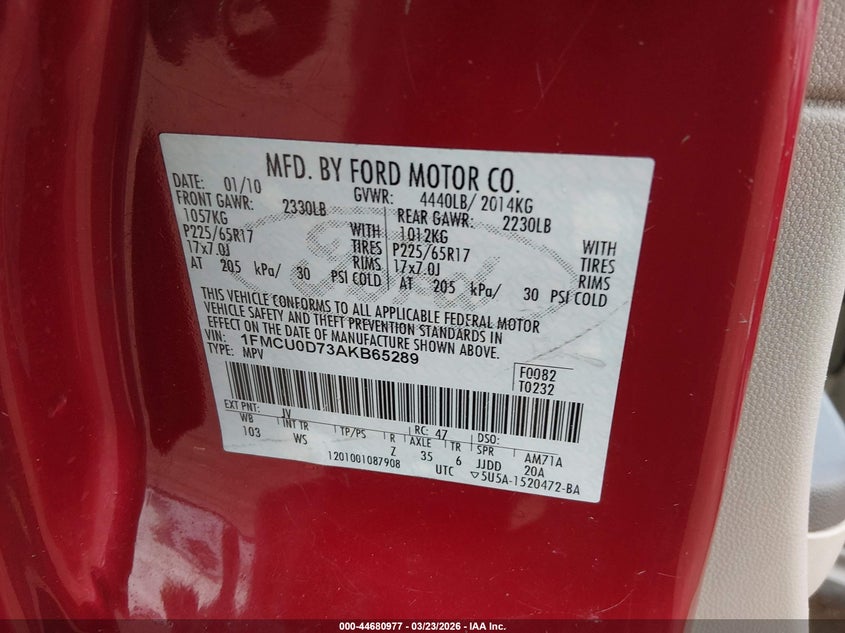 MFD. BY FORD MOTOR CO.
DATE: 01/10 GVWR: 4440LB/ 2014KG
FRONT GAWR: 2330LB REAR GAWR: 2230LB
1057KG WITH 1012KG WITH
P225/65R17 TIRES P225/65R17 TIRES
17x7.0J RIMS 17x7.0J RIMS
AT 205 kPa/ 30 PSI COLD AT 205 kPa/ 30 PSI COLD
THIS VEHICLE CONFORMS TO ALL APPLICABLE FEDERAL MOTOR
VEHICLE SAFETY AND THEFT PREVENTION STANDARDS IN
EFFECT ON THE DATE OF MANUFACTURE SHOWN ABOVE.
VIN: 1FMCU0D73AKB65289
TYPE: MPV
F0082
T0232
EXT PNT: JV RC: 47 DSO:
WB INT TR TP/PS R AXLE TR SPR AM71A
103 WS Z 35 6 JJDD 20A
1201001087908 UTC ▽5U5A-1520472-BA
Ford
000-44680977 — 03/23/2026 — IAA Inc.